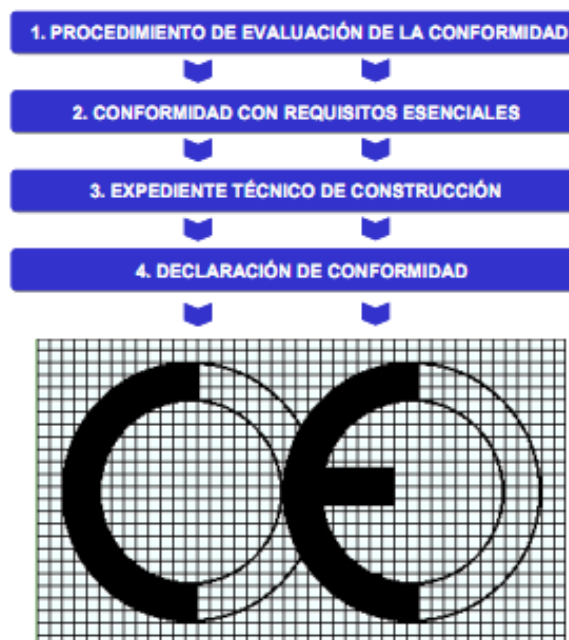 1. PROCEDIMIENTO DE EVALUACIÓN DE LA CONFORMIDAD
2. CONFORMIDAD CON REQUISITOS ESENCIALES
3. EXPEDIENTE TÉCNICO DE CONSTRUCCIÓN
4. DECLARACIÓN DE CONFORMIDAD
CE